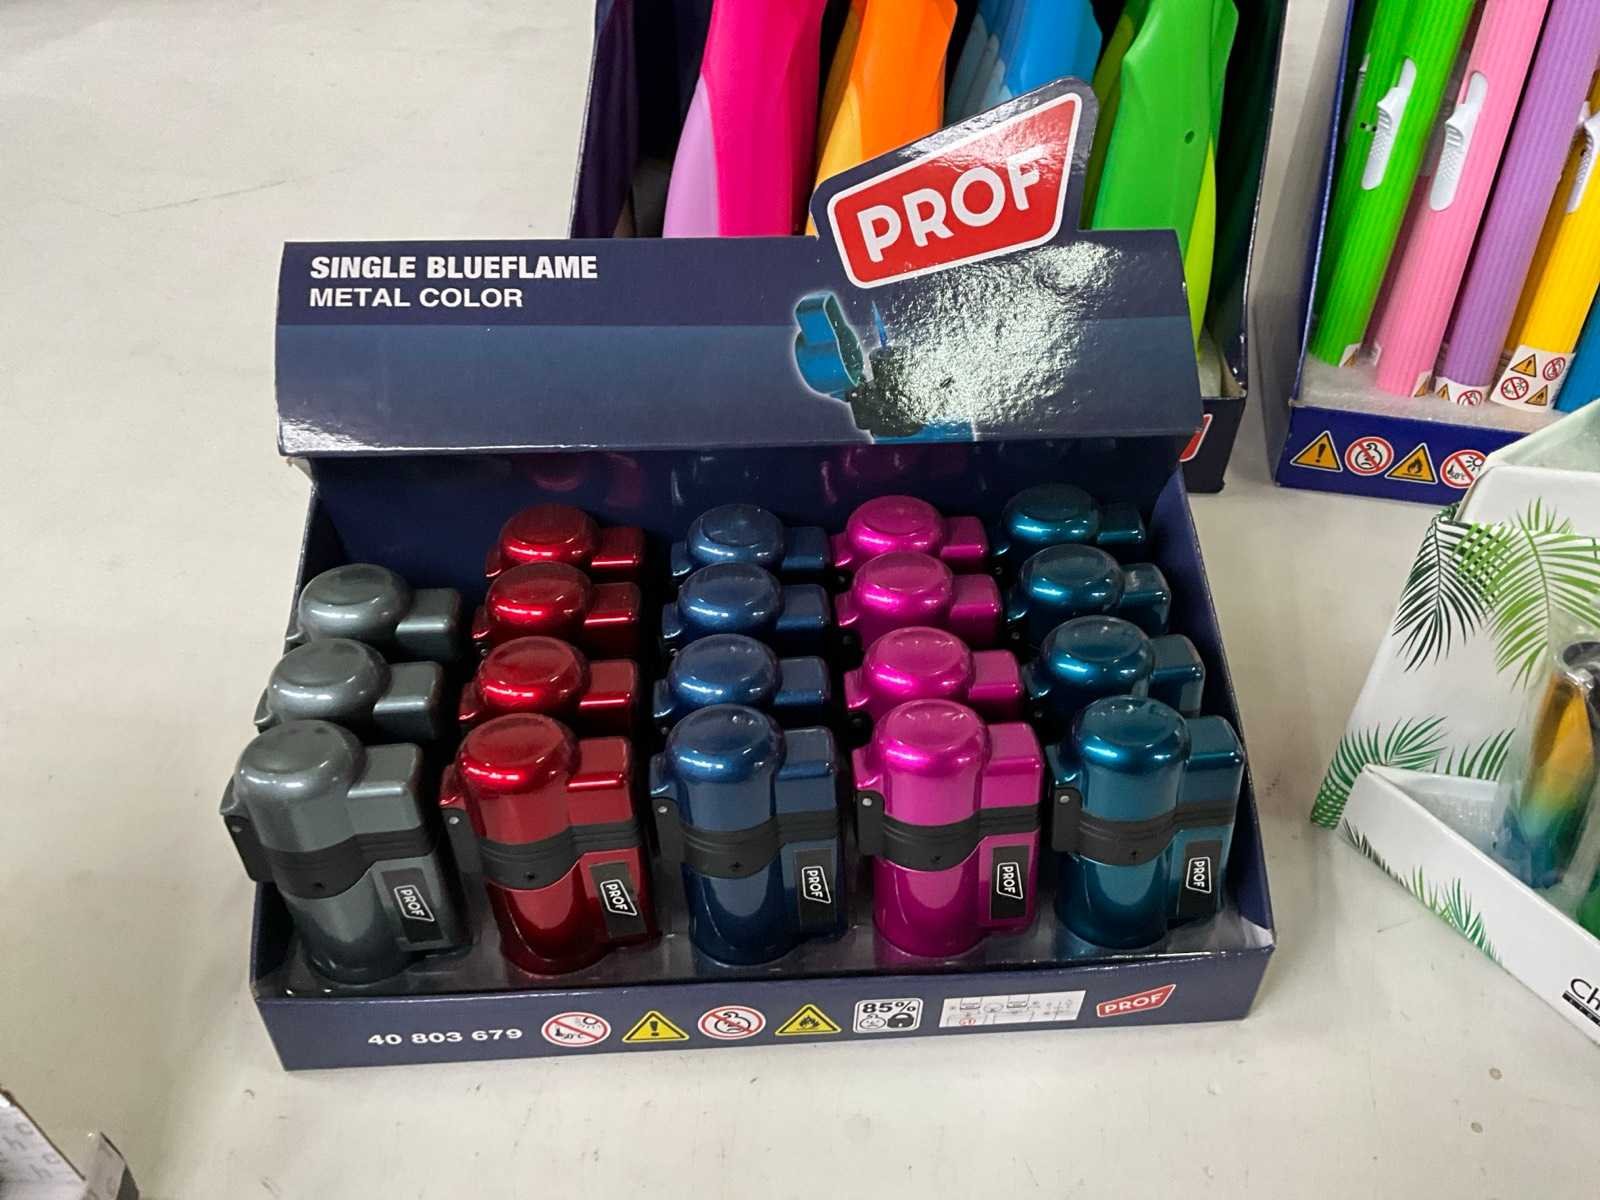 PROF
SINGLE BLUEFLAME
METAL COLOR
PROF
PROF
PROF
PROF
PROF
40 803 679
85%
PROF